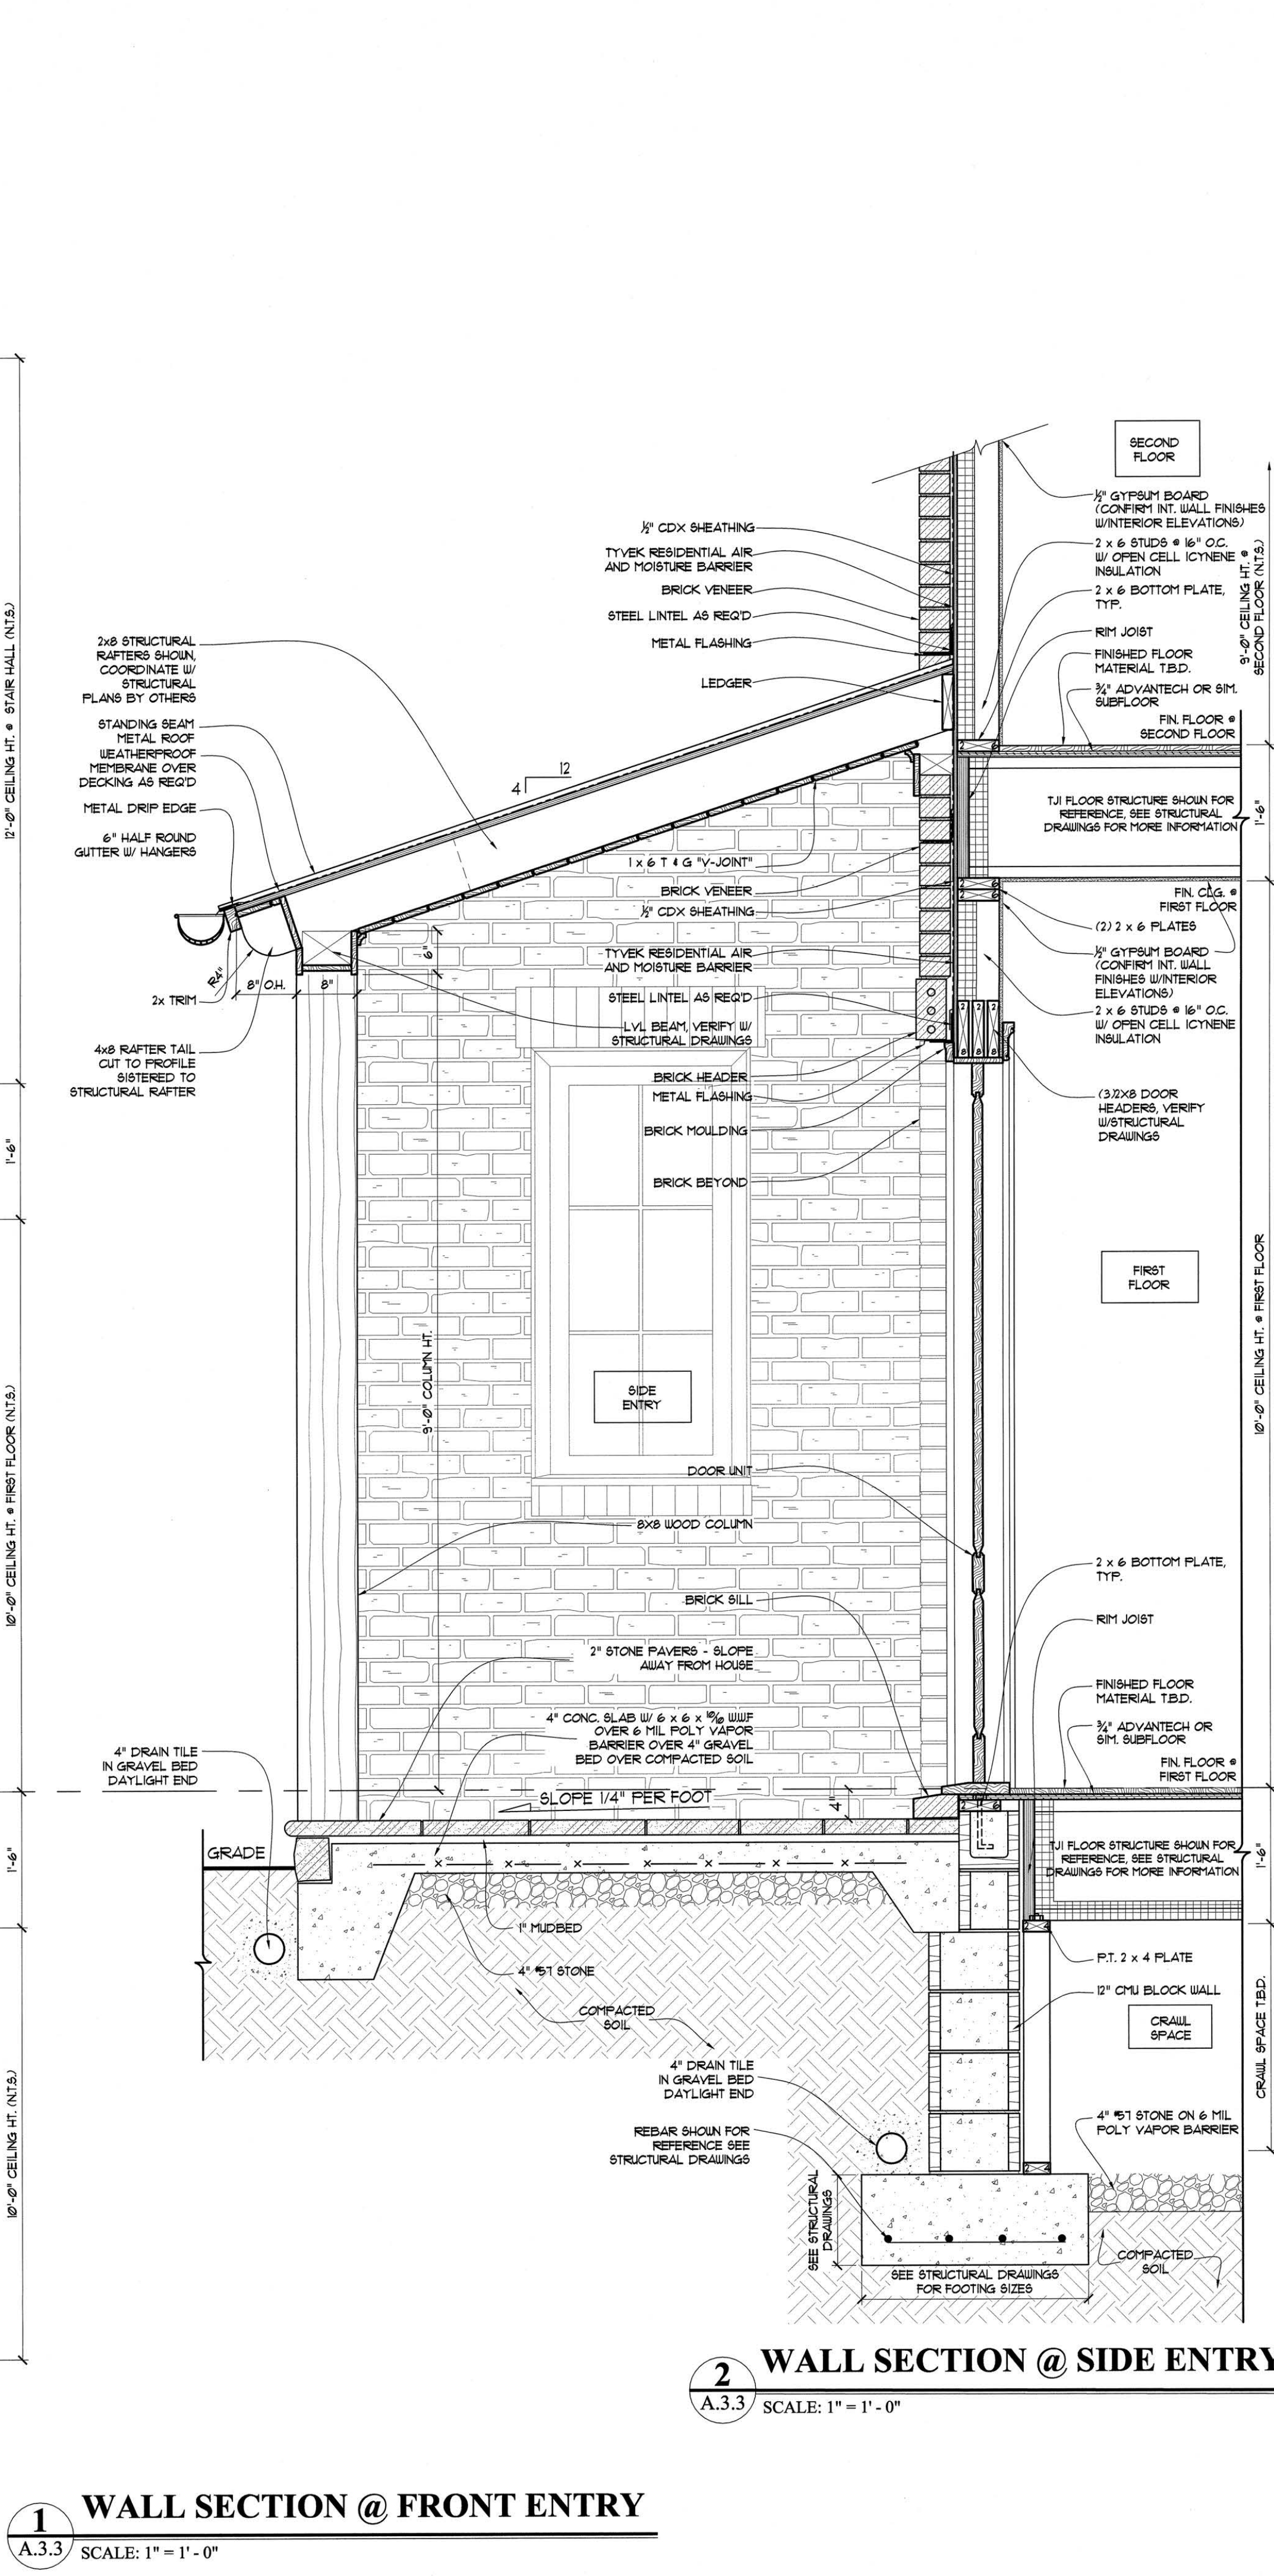 12'-0" CEILING HT. @ STAIR HALL (N.T.S.)
1'-6"
10'-0" CEILING HT. @ FIRST FLOOR (N.T.S.)
1'-6"
10'-0" CEILING HT. (N.T.S.)
2x8 STRUCTURAL
RAFTERS SHOWN,
COORDINATE W/
STRUCTURAL
PLANS BY OTHERS
STANDING SEAM
METAL ROOF
WEATHERPROOF
MEMBRANE OVER
DECKING AS REQ'D
METAL DRIP EDGE
6" HALF ROUND
GUTTER W/ HANGERS
R4"
8" O.H.
8"
6"
2x TRIM
4x8 RAFTER TAIL
CUT TO PROFILE
SISTERED TO
STRUCTURAL RAFTER
12
4
½" CDX SHEATHING
TYVEK RESIDENTIAL AIR
AND MOISTURE BARRIER
BRICK VENEER
STEEL LINTEL AS REQ'D
METAL FLASHING
LEDGER
1 x 6 T & G "V-JOINT"
BRICK VENEER
½" CDX SHEATHING
TYVEK RESIDENTIAL AIR
AND MOISTURE BARRIER
STEEL LINTEL AS REQ'D
LVL BEAM, VERIFY W/
STRUCTURAL DRAWINGS
BRICK HEADER
METAL FLASHING
BRICK MOULDING
BRICK BEYOND
9'-0" COLUMN HT.
SIDE
ENTRY
DOOR UNIT
8X8 WOOD COLUMN
BRICK SILL
2" STONE PAVERS - SLOPE
AWAY FROM HOUSE
4" CONC. SLAB W/ 6 x 6 x 10/10 W.W.F
OVER 6 MIL POLY VAPOR
BARRIER OVER 4" GRAVEL
BED OVER COMPACTED SOIL
SLOPE 1/4" PER FOOT
4"
4" DRAIN TILE
IN GRAVEL BED
DAYLIGHT END
GRADE
1" MUDBED
4" #57 STONE
COMPACTED
SOIL
4" DRAIN TILE
IN GRAVEL BED
DAYLIGHT END
REBAR SHOWN FOR
REFERENCE SEE
STRUCTURAL DRAWINGS
SEE STRUCTURAL
DRAWINGS
SEE STRUCTURAL DRAWINGS
FOR FOOTING SIZES
SECOND
FLOOR
½" GYPSUM BOARD
(CONFIRM INT. WALL FINISHES
W/INTERIOR ELEVATIONS)
2 x 6 STUDS @ 16" O.C.
W/ OPEN CELL ICYNENE
INSULATION
2 x 6 BOTTOM PLATE,
TYP.
RIM JOIST
FINISHED FLOOR
MATERIAL T.B.D.
¾" ADVANTECH OR SIM.
SUBFLOOR
FIN. FLOOR @
SECOND FLOOR
9'-0" CEILING HT. @
SECOND FLOOR (N.T.S.)
2 6
TJI FLOOR STRUCTURE SHOWN FOR
REFERENCE, SEE STRUCTURAL
DRAWINGS FOR MORE INFORMATION
1'-6"
2 6
2 6
FIN. CLG. @
FIRST FLOOR
(2) 2 x 6 PLATES
½" GYPSUM BOARD
(CONFIRM INT. WALL
FINISHES W/INTERIOR
ELEVATIONS)
2 x 6 STUDS @ 16" O.C.
W/ OPEN CELL ICYNENE
INSULATION
2 2 2
8 8 8
(3)2X8 DOOR
HEADERS, VERIFY
W/STRUCTURAL
DRAWINGS
FIRST
FLOOR
10'-0" CEILING HT. @ FIRST FLOOR
2 x 6 BOTTOM PLATE,
TYP.
RIM JOIST
FINISHED FLOOR
MATERIAL T.B.D.
¾" ADVANTECH OR
SIM. SUBFLOOR
FIN. FLOOR @
FIRST FLOOR
2 6
TJI FLOOR STRUCTURE SHOWN FOR
REFERENCE, SEE STRUCTURAL
DRAWINGS FOR MORE INFORMATION
1'-6"
2 4
P.T. 2 x 4 PLATE
12" CMU BLOCK WALL
CRAWL
SPACE
CRAWL SPACE T.B.D.
4" #57 STONE ON 6 MIL
POLY VAPOR BARRIER
2 4
COMPACTED
SOIL
2
A.3.3
WALL SECTION @ SIDE ENTRY
SCALE: 1" = 1' - 0"
1
A.3.3
WALL SECTION @ FRONT ENTRY
SCALE: 1" = 1' - 0"